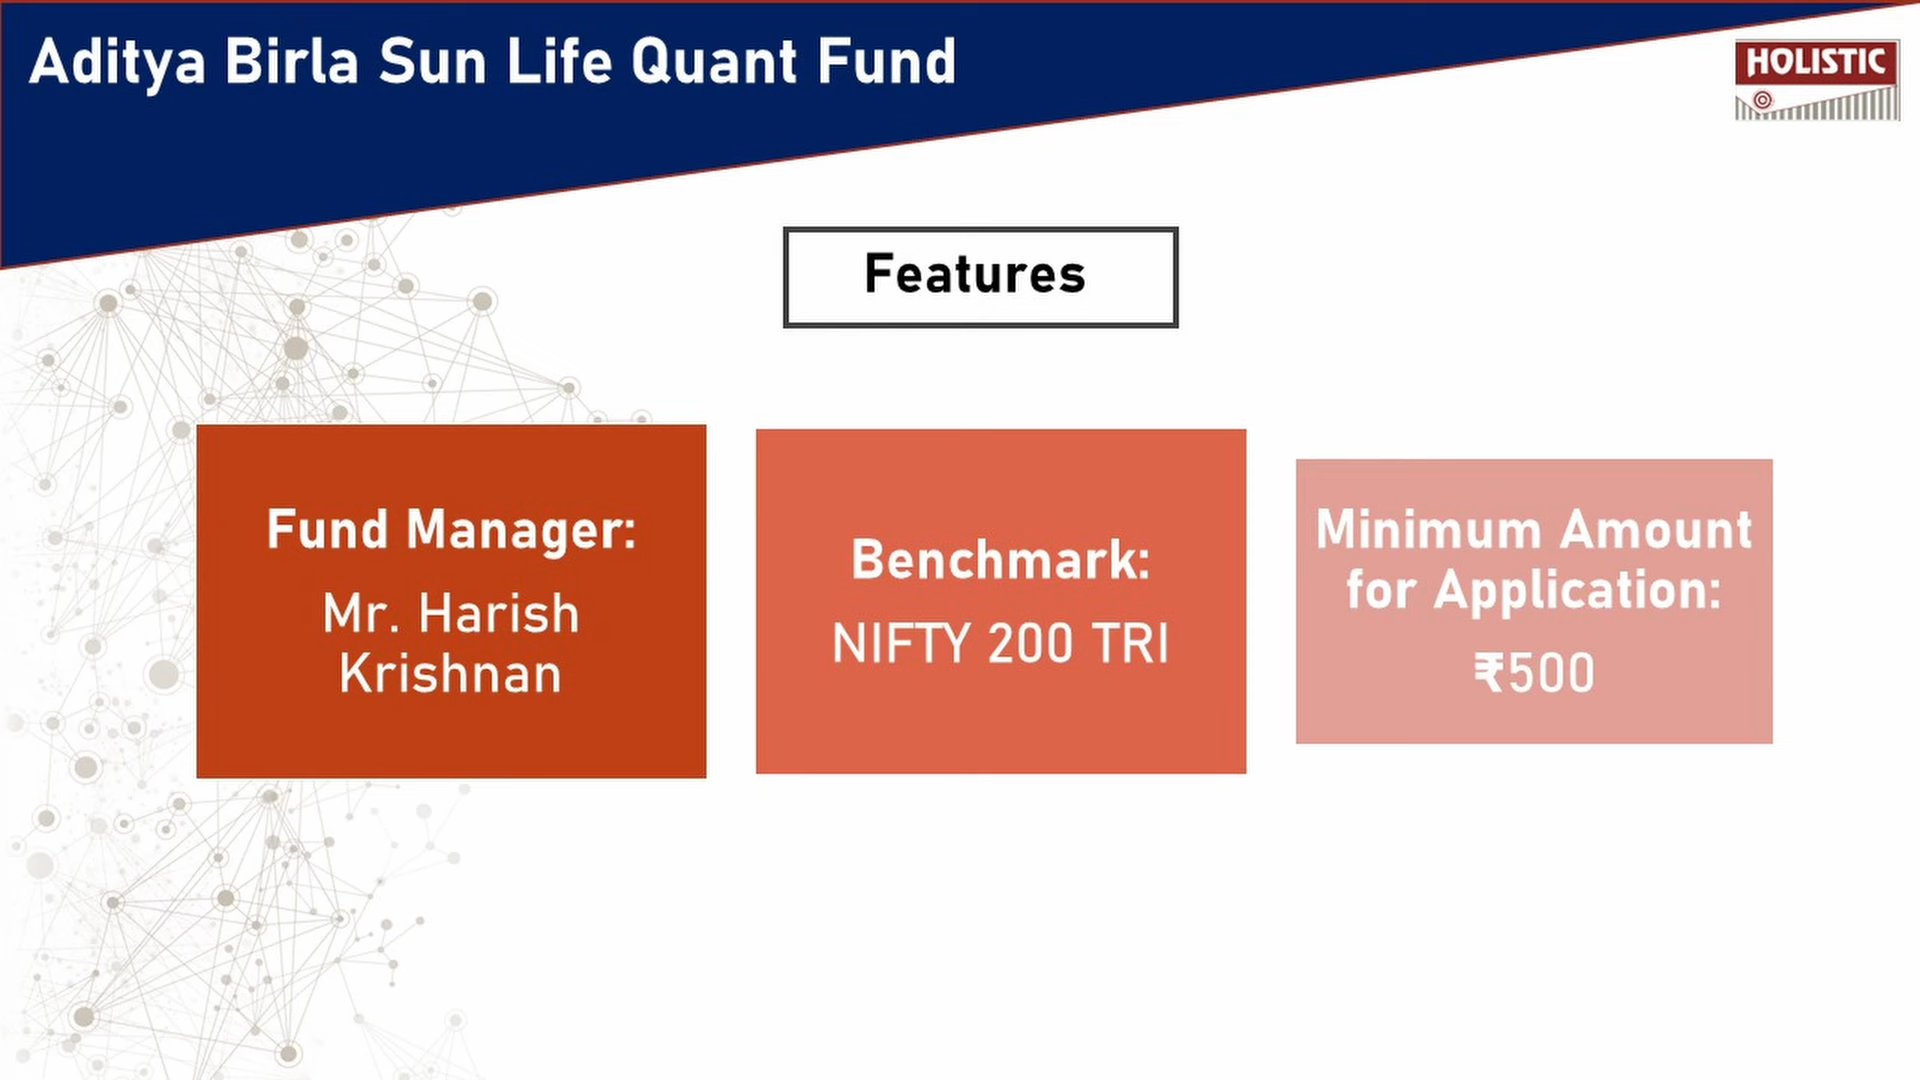 Aditya Birla Sun Life Quant Fund
HOLISTIC
Features
Fund Manager:
Mr. Harish
Krishnan
Benchmark:
NIFTY 200 TRI
Minimum Amount
for Application:
₹500